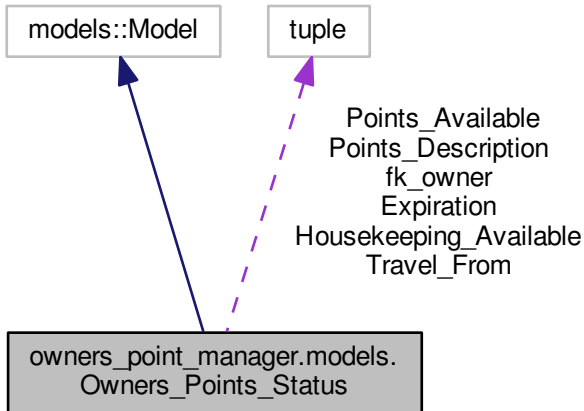 models::Model
tuple
Points_Available
Points_Description
fk_owner
Expiration
Housekeeping_Available
Travel_From
owners_point_manager.models.
Owners_Points_Status